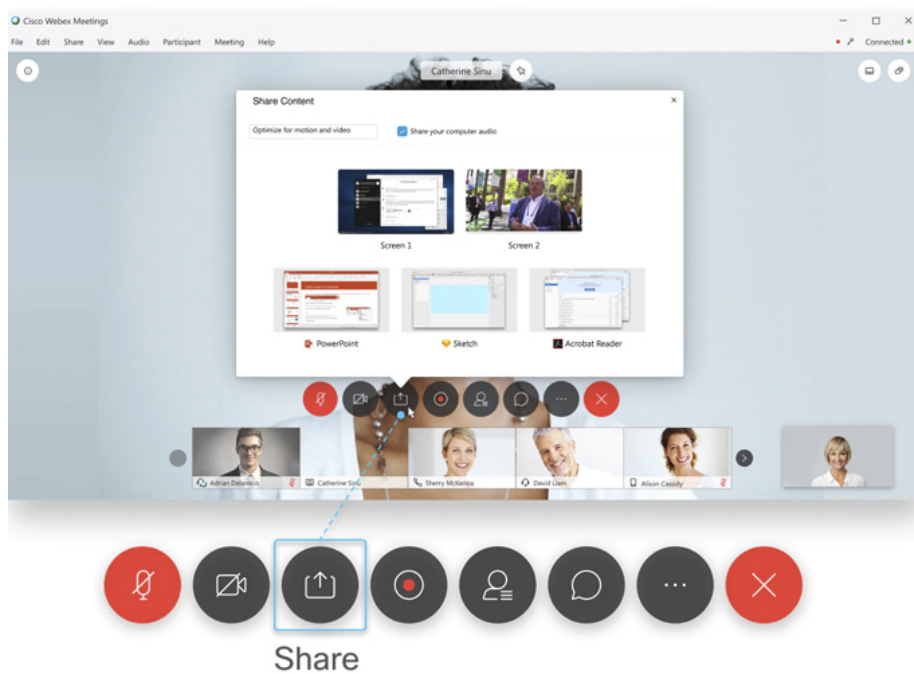 Cisco Webex Meetings
File Edit Share View Audio Participant Meeting Help
Connected
Catherine Sinu
Share Content
Optimize for motion and video
Share your computer audio
Screen 1
Screen 2
PowerPoint
Sketch
Acrobat Reader
Adrian Delamico
Catherine Sinu
Sherry McKenna
David Liam
Alison Cassidy
Share